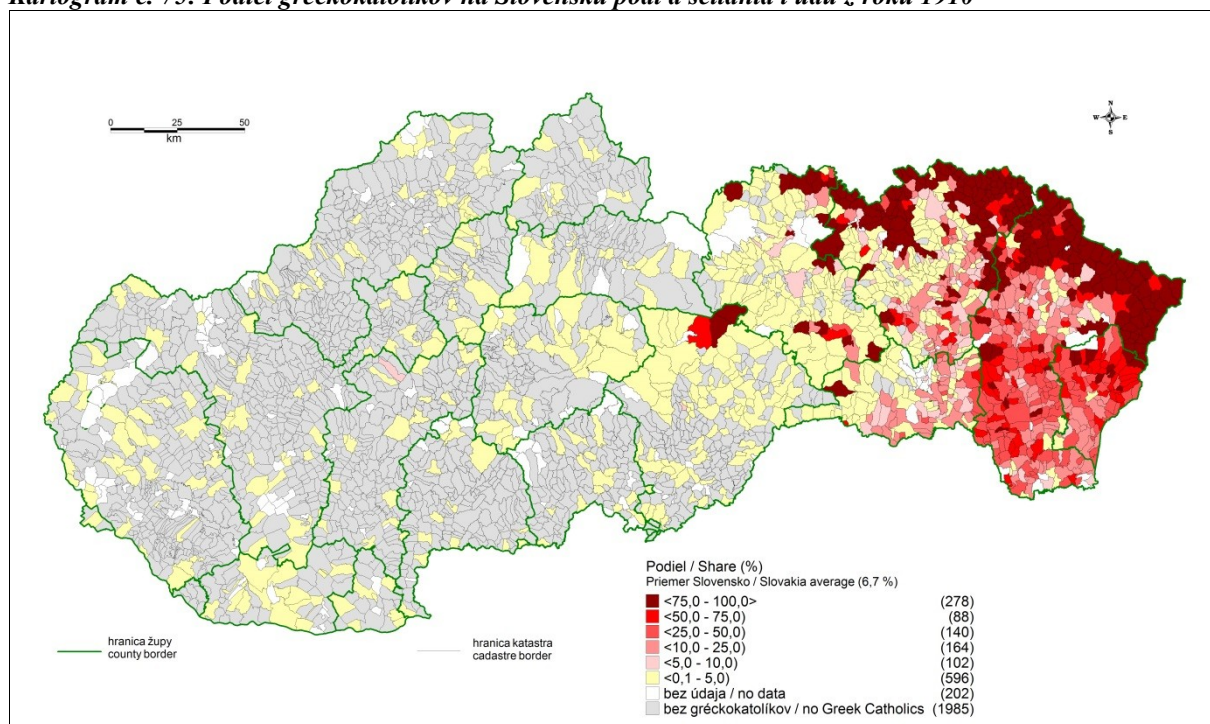 Kartogram č. Podiel gréckokatolíkov na Slovensku podľa sčítania ľudu z roku 1910
0 25 50
km
N
W E
S
Podiel / Share (%)
Priemer Slovensko / Slovakia average (6,7 %)
<75,0 - 100,0> (278)
<50,0 - 75,0) (88)
<25,0 - 50,0) (140)
<10,0 - 25,0) (164)
<5,0 - 10,0) (102)
<0,1 - 5,0) (596)
bez údaja / no data (202)
bez gréckokatolíkov / no Greek Catholics (1985)
hranica župy
county border
hranica katastra
cadastre border